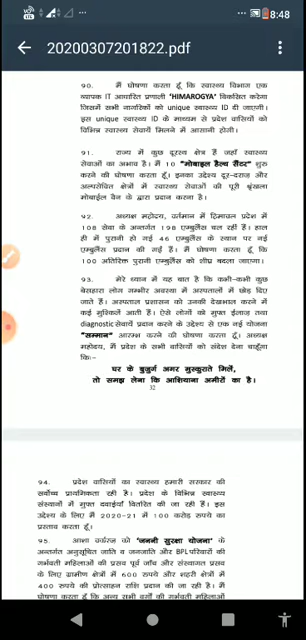 8:48
20200307201822.pdf
90. मैं घोषणा करता हूँ कि स्वास्थ्य विभाग एक
व्यापक IT आधारित प्रणाली 'HIMAROGYA' विकसित करेगा
जिसमें सभी नागरिकों को unique स्वास्थ्य ID दी जाएगी।
इस unique स्वास्थ्य ID के माध्यम से प्रदेश वासियों को
विभिन्न स्वास्थ्य सेवायें मिलने में आसानी होगी।
91. राज्य में कुछ दूरस्थ क्षेत्र हैं जहाँ स्वास्थ्य
सेवाओं का अभाव है। मैं 10 "मोबाइल हैल्थ सैंटर" शुरू
करने की घोषणा करता हूँ। इनका उद्देश्य दूर-दराज और
अल्पसेवित क्षेत्रों में स्वास्थ्य सेवाओं की पूरी श्रृंखला
मोबाईल वैन के द्वारा प्रदान करना है।
92. अध्यक्ष महोदय, वर्तमान में हिमाचल प्रदेश में
108 सेवा के अन्तर्गत 198 एम्बुलैंस चल रहीं हैं। हाल
ही में पुरानी हो गई 46 एम्बुलैंस के स्थान पर नई
एम्बुलैंस प्रदान की गई हैं। मैं घोषणा करता हूँ कि
100 अतिरिक्त पुरानी एम्बुलैंस को शीघ्र बदला जाएगा।
93. मेरे ध्यान में यह बात है कि कभी-कभी कुछ
बेसहारा लोग गम्भीर अवस्था में अस्पतालों में छोड़ दिए
जाते हैं। अस्पताल प्रशासन को उनकी देखभाल करने में
कई मुश्किलें आती हैं। ऐसे लोगों को मुफ्त ईलाज़ तथा
diagnostic सेवायें प्रदान करने के उद्देश्य से एक नई योजना
"सम्मान" आरम्भ करने की घोषणा करता हूँ। अध्यक्ष
महोदय, मैं प्रदेश के सभी वासियों को संदेश देना चाहूँगा
कि:-
घर के बुज़ुर्ग अगर मुस्कुराते मिलें,
तो समझ लेना कि आशियाना अमीरों का है।
32
94. प्रदेश वासियों का स्वास्थ्य हमारी सरकार की
सर्वोच्च प्राथमिकता रही है। प्रदेश के विभिन्न स्वास्थ्य
संस्थानों में मुफ्त दवाईयाँ वितरित की जा रही हैं। इस
उद्देश्य के लिए मैं 2020-21 में 100 करोड़ रुपये का
प्रस्ताव करता हूँ।
95. आशा वर्कर्ज़ को 'जननी सुरक्षा योजना' के
अन्तर्गत अनुसूचित जाति व जनजाति और BPL परिवारों की
गर्भवती महिलाओं की प्रसव पूर्व जाँच और संस्थागत प्रसव
के लिए ग्रामीण क्षेत्रों में 600 रुपये और शहरी क्षेत्रों में
400 रुपये की प्रोत्साहन राशि प्रदान की जा रही है। मैं
घोषणा करता हूँ कि अन्य सभी वर्गों की गर्भवती महिलाओं